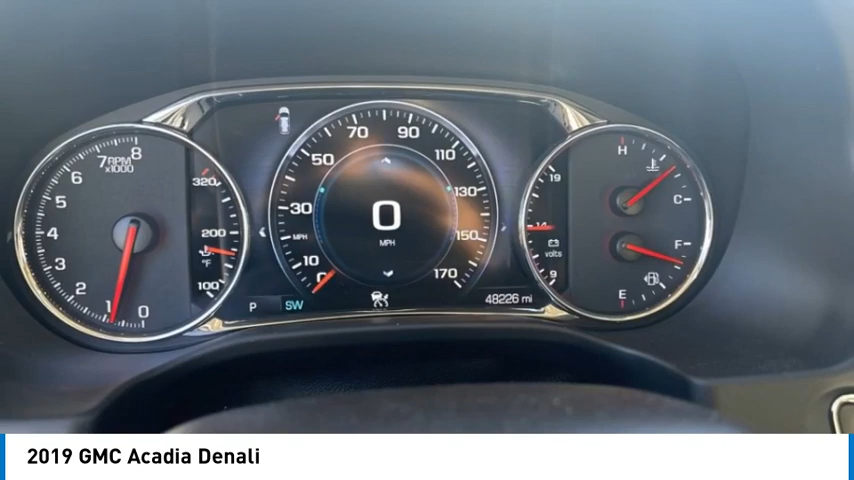 8
7 RPM
x1000
6
5
4
3
2
1
0
320
200
°F
100
70
90
50
110
30
130
MPH
150
10
170
0
0
MPH
P
SW
48226 mi
19
14
volts
9
H
C
F
E
2019 GMC Acadia Denali